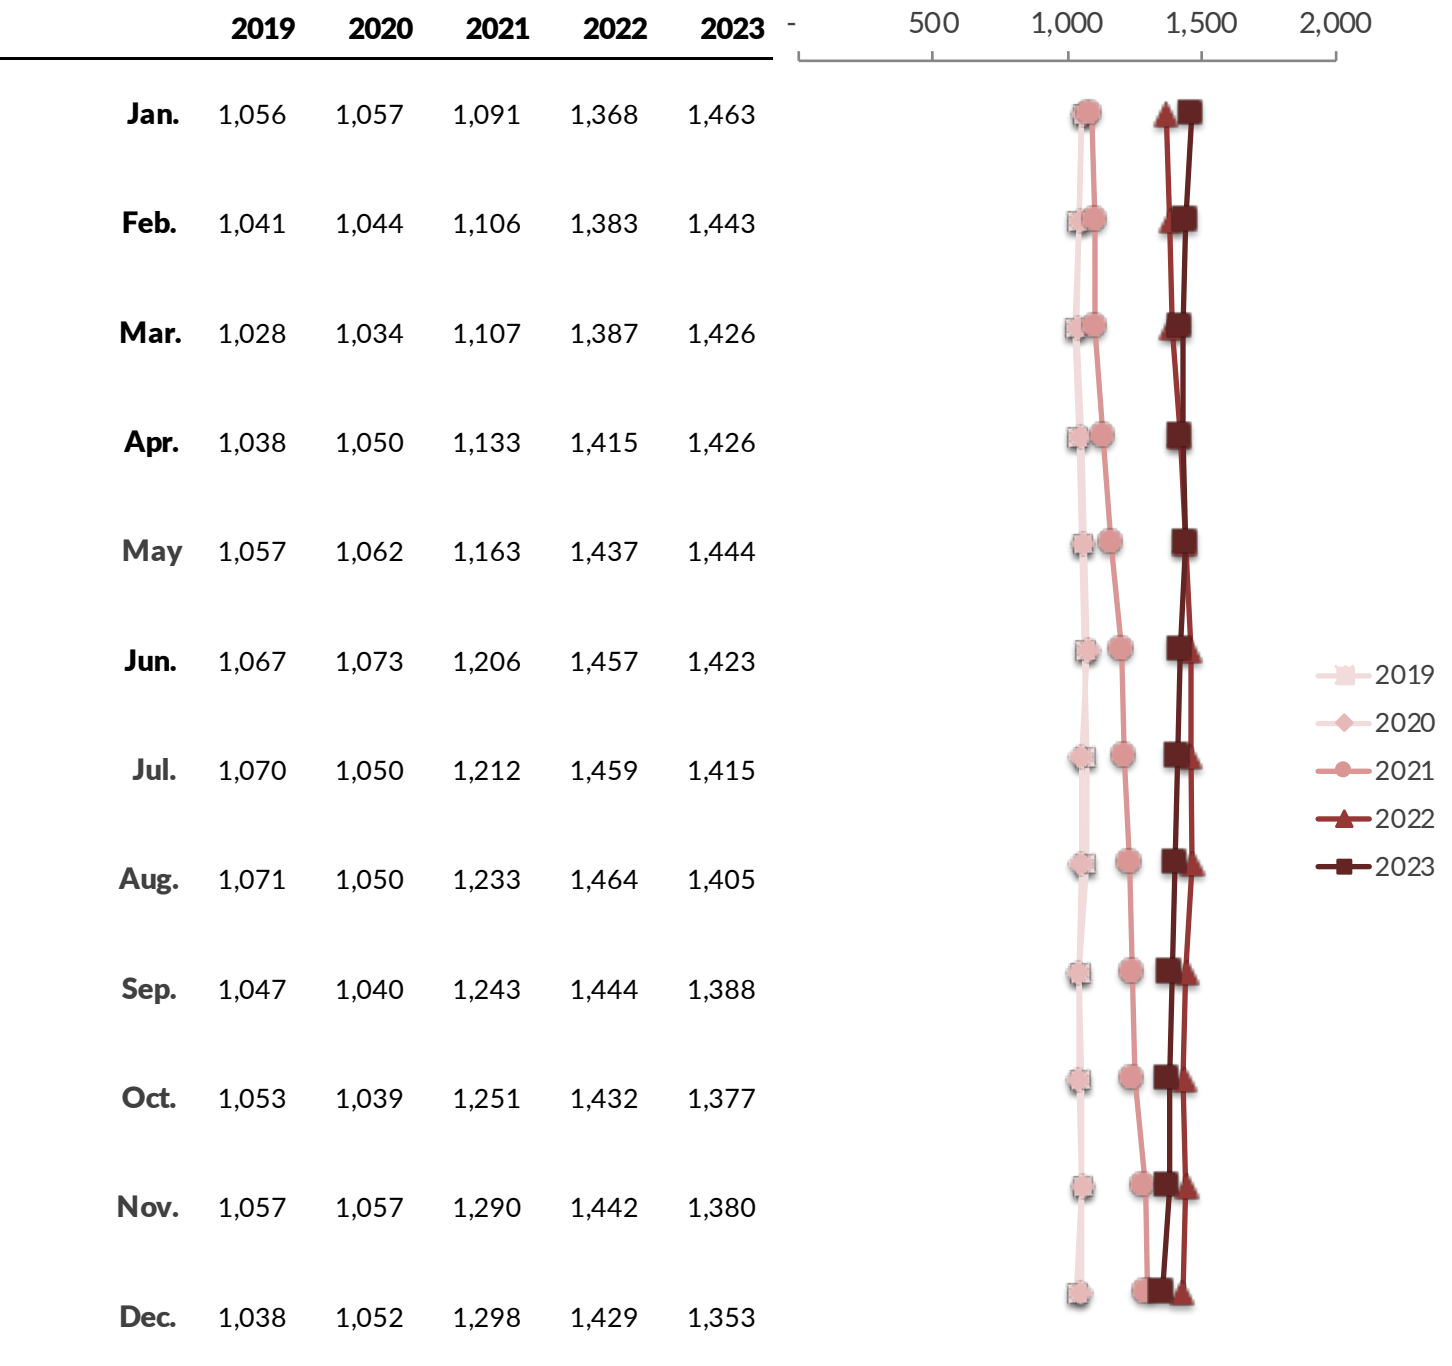 2019 2020 2021 2022 2023
- 500 1,000 1,500 2,000
Jan. 1,056 1,057 1,091 1,368 1,463
Feb. 1,041 1,044 1,106 1,383 1,443
Mar. 1,028 1,034 1,107 1,387 1,426
Apr. 1,038 1,050 1,133 1,415 1,426
May 1,057 1,062 1,163 1,437 1,444
Jun. 1,067 1,073 1,206 1,457 1,423
Jul. 1,070 1,050 1,212 1,459 1,415
Aug. 1,071 1,050 1,233 1,464 1,405
Sep. 1,047 1,040 1,243 1,444 1,388
Oct. 1,053 1,039 1,251 1,432 1,377
Nov. 1,057 1,057 1,290 1,442 1,380
Dec. 1,038 1,052 1,298 1,429 1,353
2019
2020
2021
2022
2023